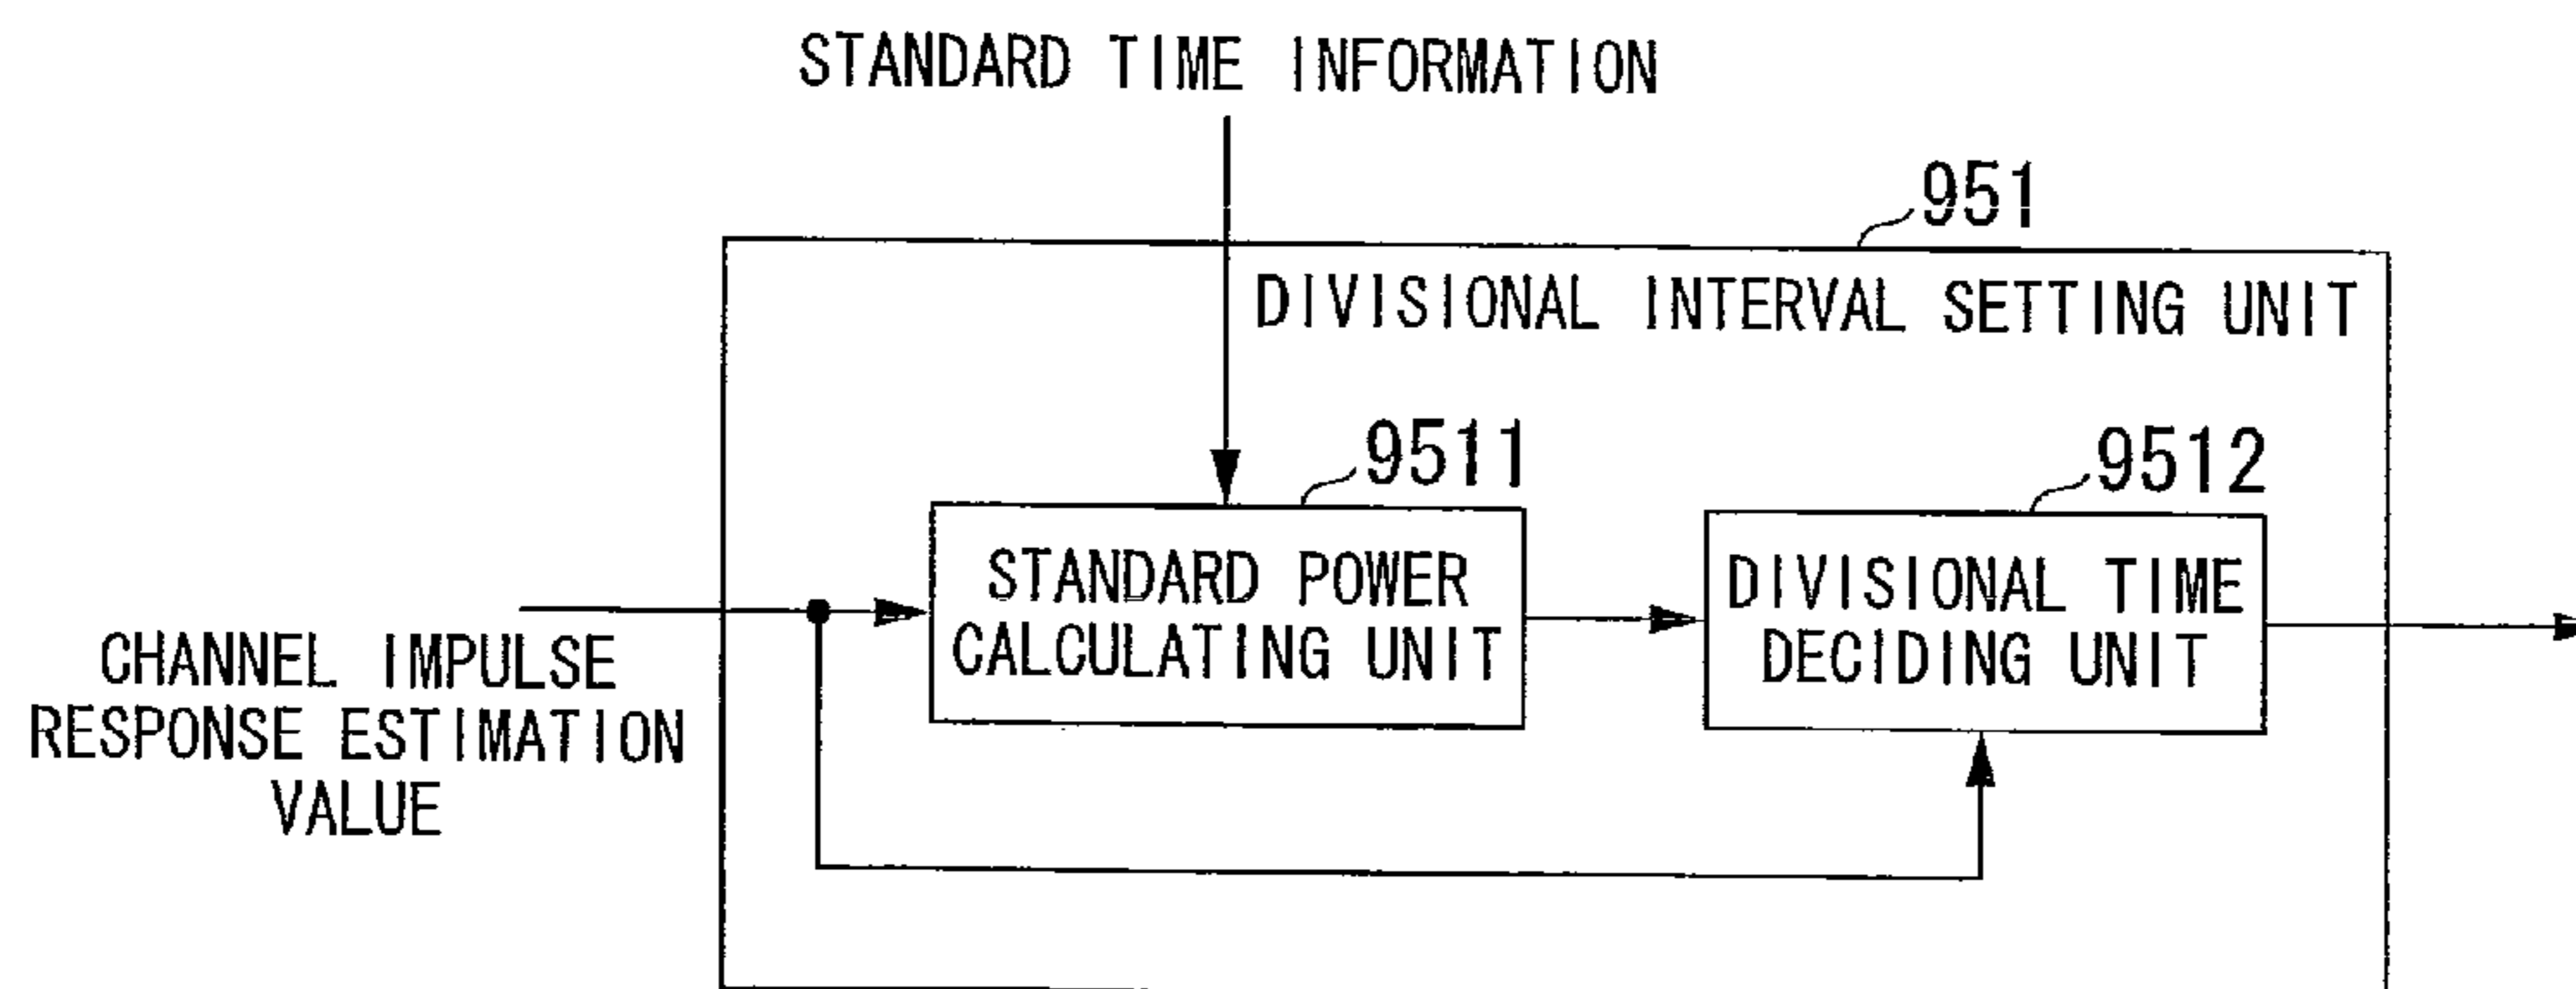 STANDARD TIME INFORMATION
951
DIVISIONAL INTERVAL SETTING UNIT
9511
9512
STANDARD POWER
CALCULATING UNIT
DIVISIONAL TIME
DECIDING UNIT
CHANNEL IMPULSE
RESPONSE ESTIMATION
VALUE